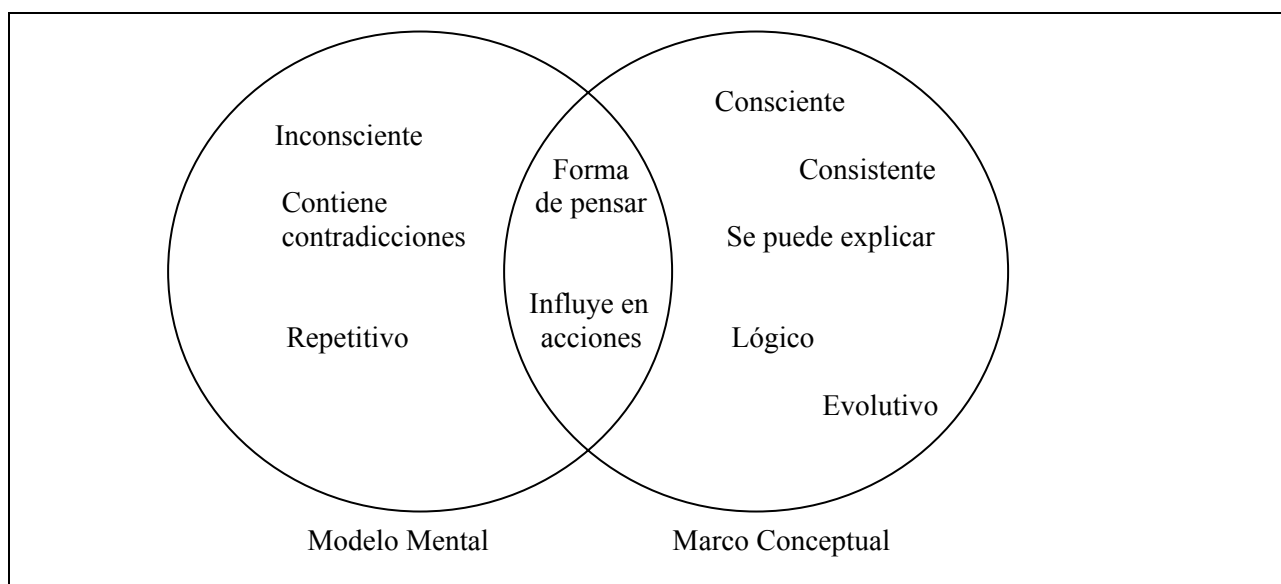 Inconsciente
Contiene
contradicciones
Repetitivo
Forma
de pensar
Influye en
acciones
Consciente
Consistente
Se puede explicar
Lógico
Evolutivo
Modelo Mental
Marco Conceptual